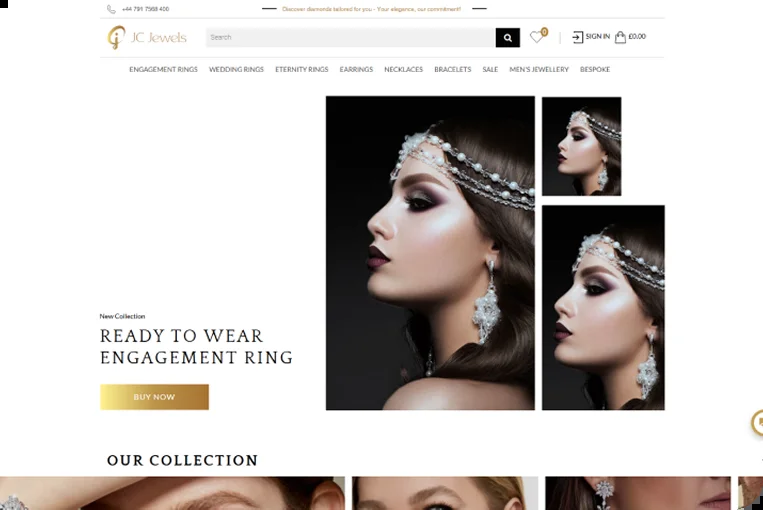 +44 791 7568 400
Discover diamonds tailored for you - Your elegance, our commitment!!
JC Jewels
Search
0
SIGN IN
£0.00
ENGAGEMENT RINGS WEDDING RINGS ETERNITY RINGS EARRINGS NECKLACES BRACELETS SALE MEN'S JEWELLERY BESPOKE
New Collection
READY TO WEAR
ENGAGEMENT RING
BUY NOW
OUR COLLECTION